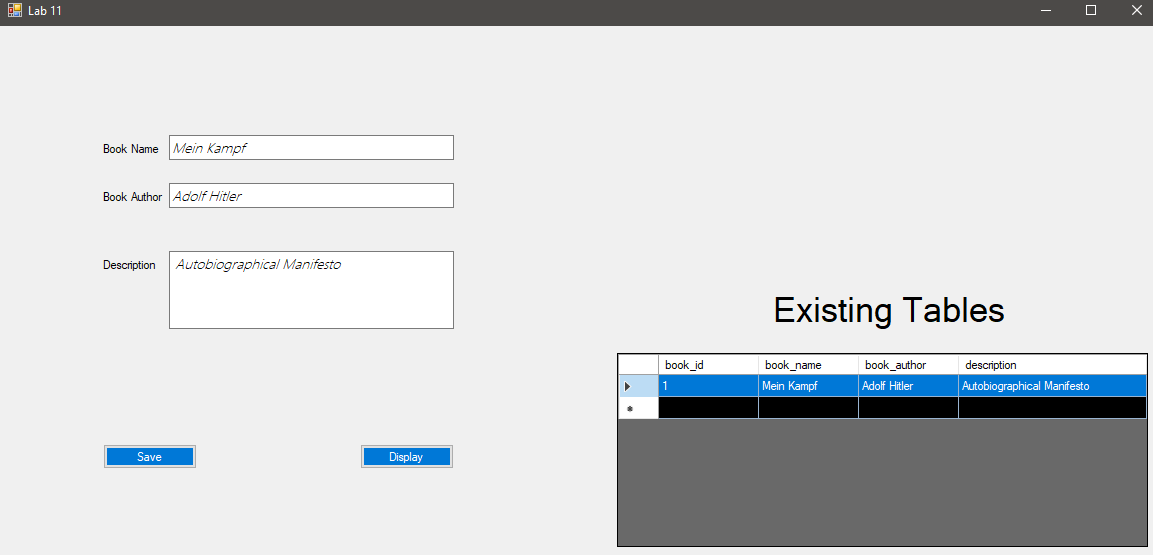 Lab 11
Book Name Mein Kampf
Book Author Adolf Hitler
Description Autobiographical Manifesto
Save Display
Existing Tables
book_id book_name book_author description
1 Mein Kampf Adolf Hitler Autobiographical Manifesto